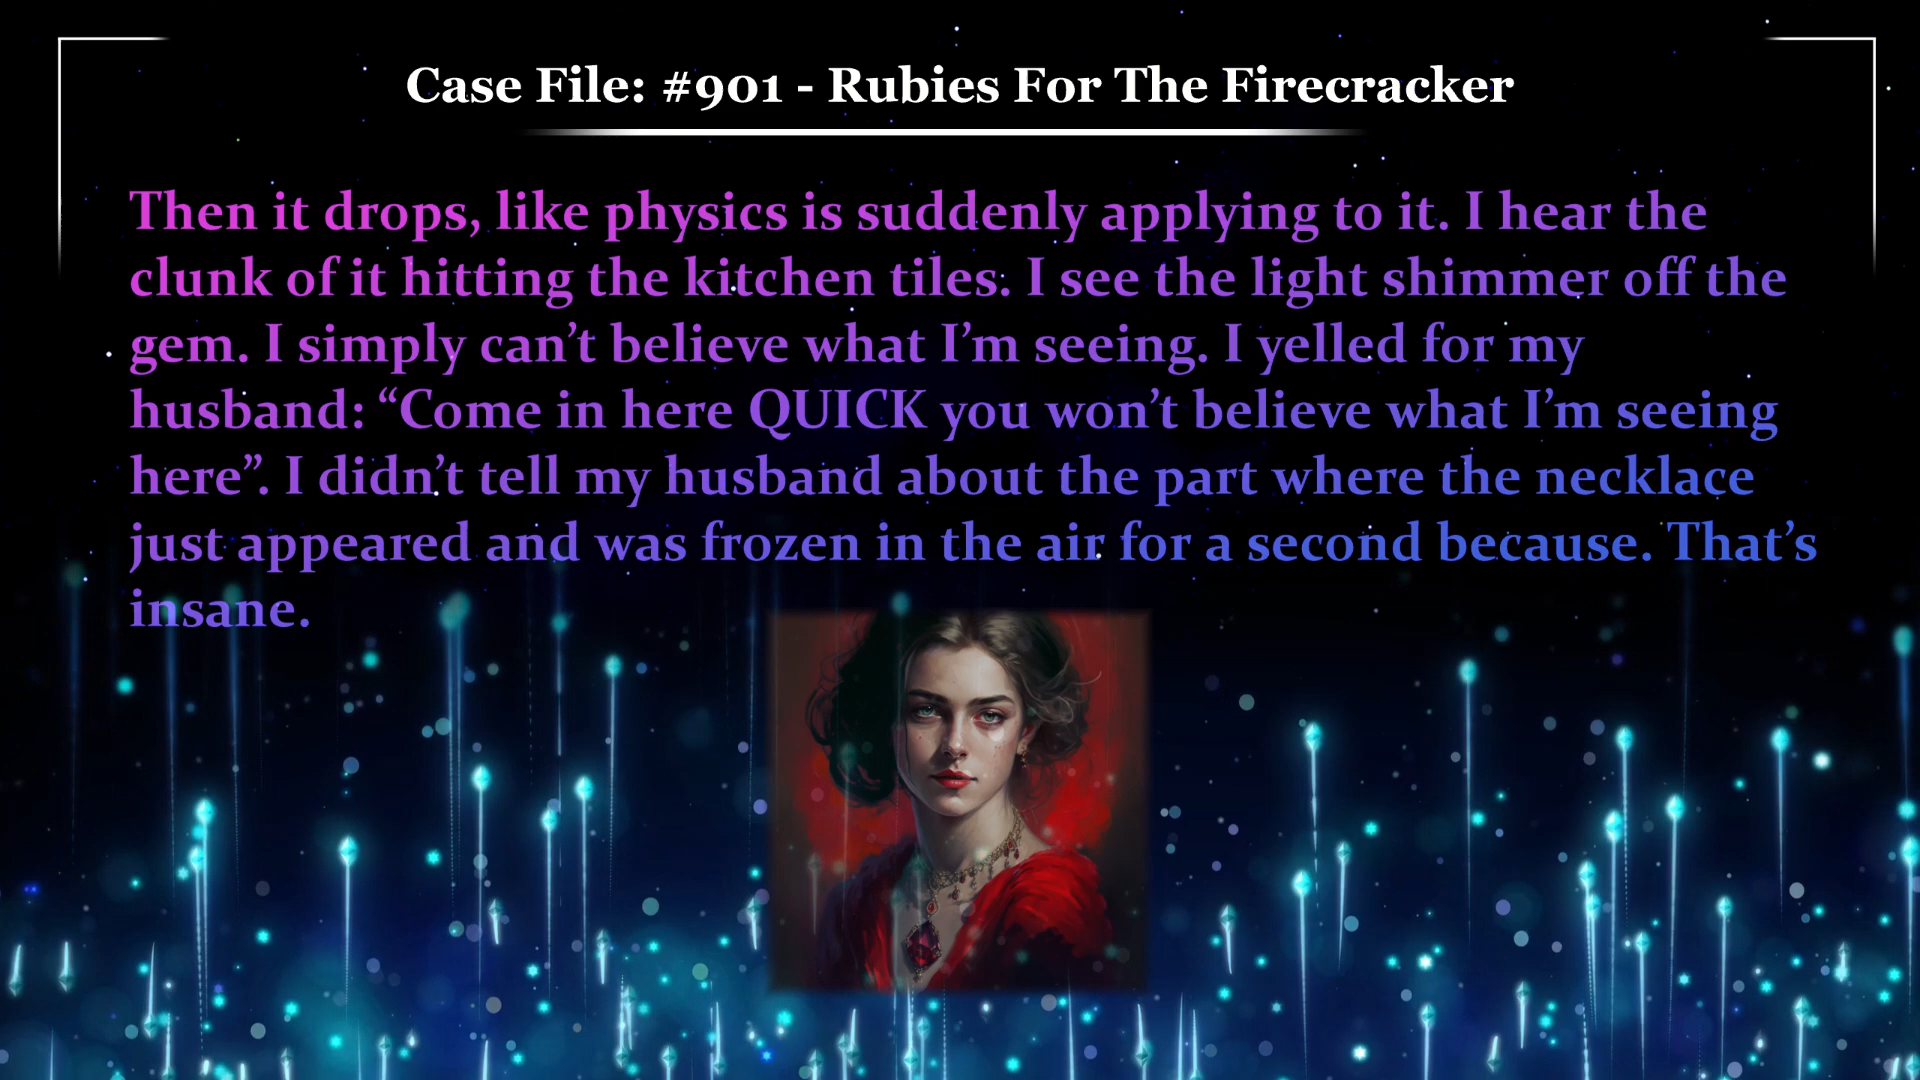 Case File: #901 - Rubies For The Firecracker
Then it drops, like physics is suddenly applying to it. I hear the
clunk of it hitting the kitchen tiles. I see the light shimmer off the
gem. I simply can’t believe what I’m seeing. I yelled for my
husband: “Come in here QUICK you won’t believe what I’m seeing
here”. I didn’t tell my husband about the part where the necklace
just appeared and was frozen in the air for a second because. That’s
insane.